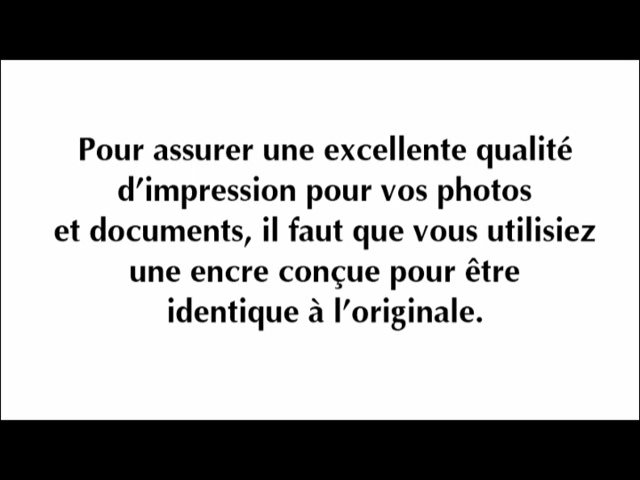 Pour assurer une excellente qualité
d’impression pour vos photos
et documents, il faut que vous utilisiez
une encre conçue pour être
identique à l’originale.